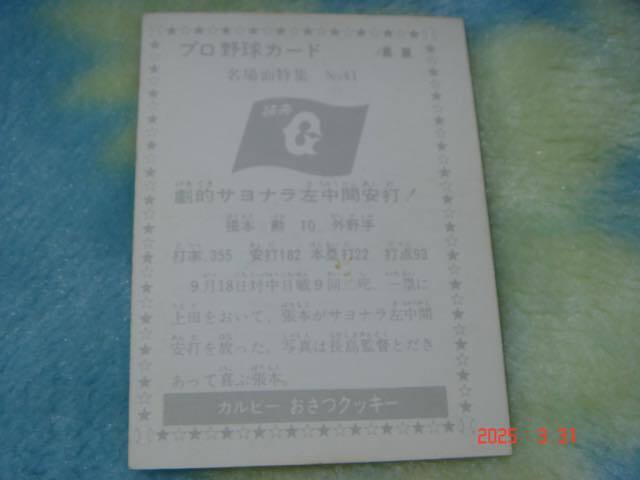 プロ野球カード
名場面特集 No.41
読売
G
劇的サヨナラ左中間安打！
張本 勲 10 外野手
打率.355 安打182 本塁打22 打点93
9月18日対中日戦9回二死、一塁に
上田をおいて、張本がサヨナラ左中間
安打を放った。写真は長島監督とだき
あって喜ぶ張本。
カルビー おさつクッキー
2025 3 31